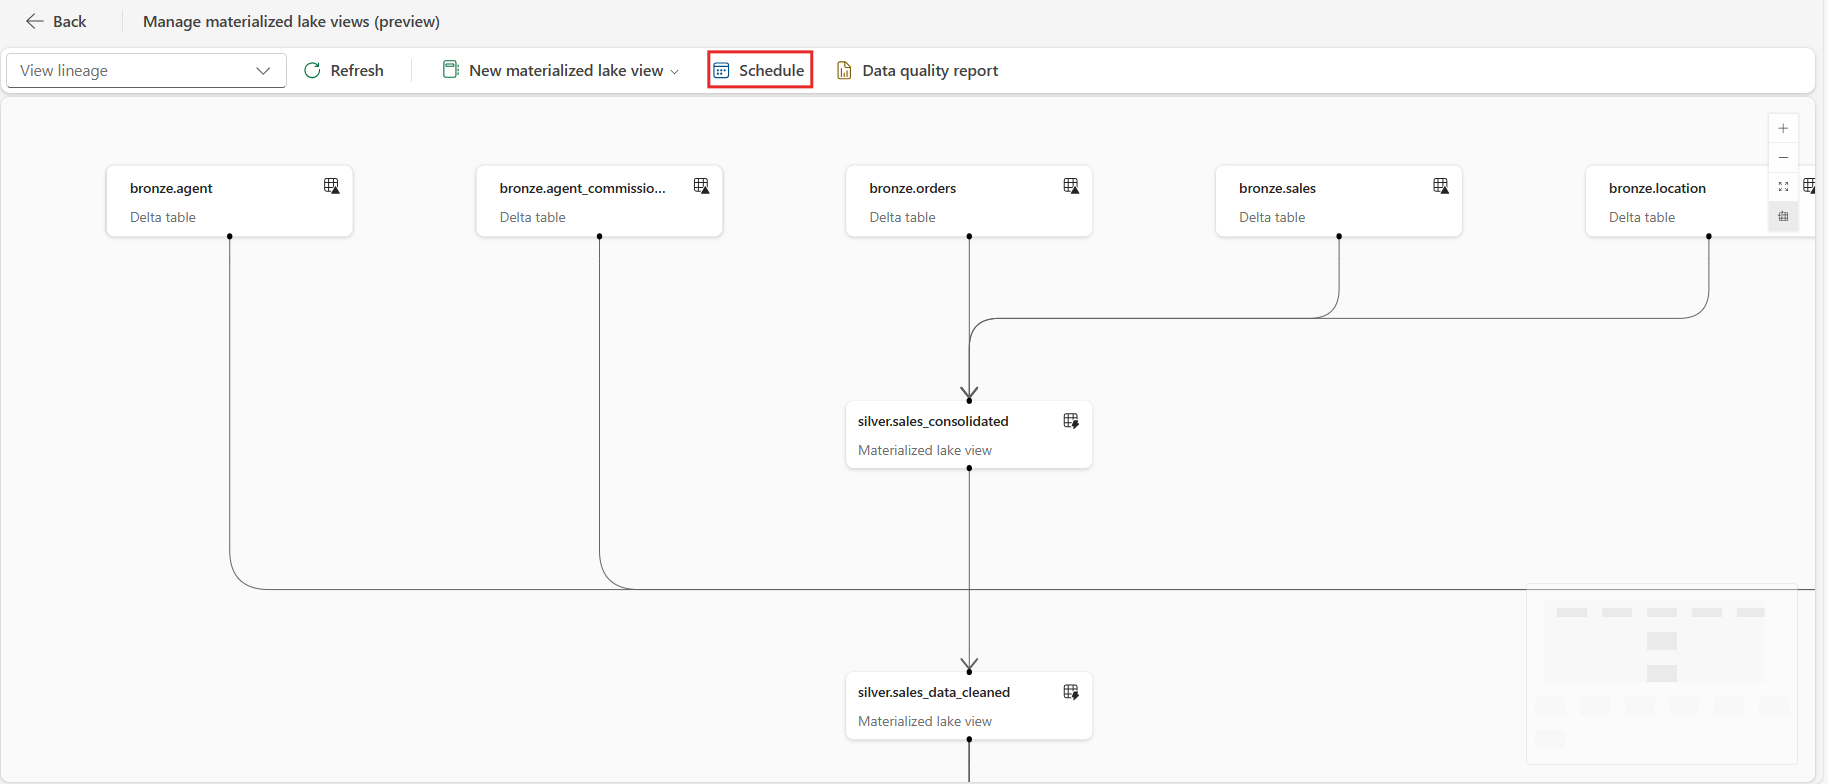 Back
Manage materialized lake views (preview)
View lineage
Refresh
New materialized lake view
Schedule
Data quality report
bronze.agent
Delta table
bronze.agent_commissio...
Delta table
bronze.orders
Delta table
bronze.sales
Delta table
bronze.location
Delta table
silver.sales_consolidated
Materialized lake view
silver.sales_data_cleaned
Materialized lake view